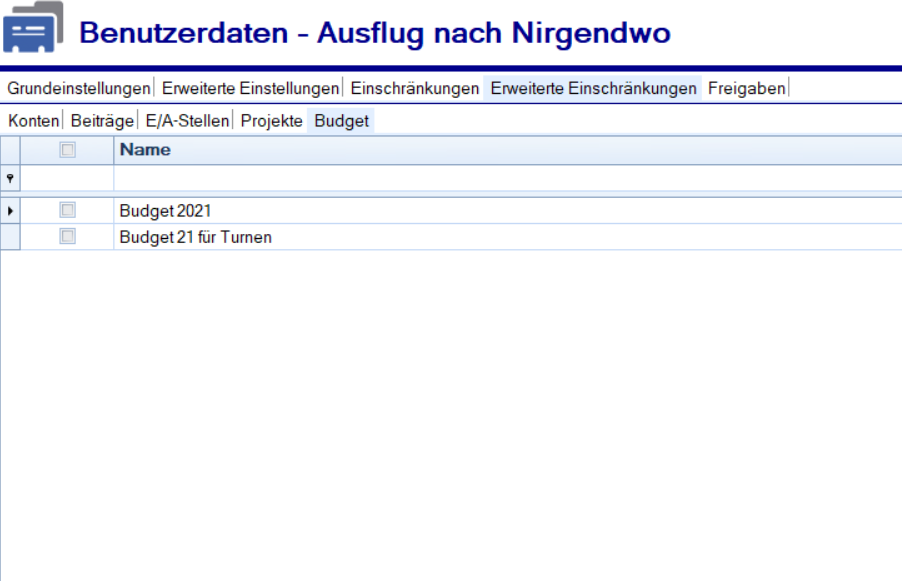 Benutzerdaten - Ausflug nach Nirgendwo
Grundeinstellungen Erweiterte Einstellungen Einschränkungen Erweiterte Einschränkungen Freigaben
Konten Beiträge E/A-Stellen Projekte Budget
Name
Budget 2021
Budget 21 für Turnen